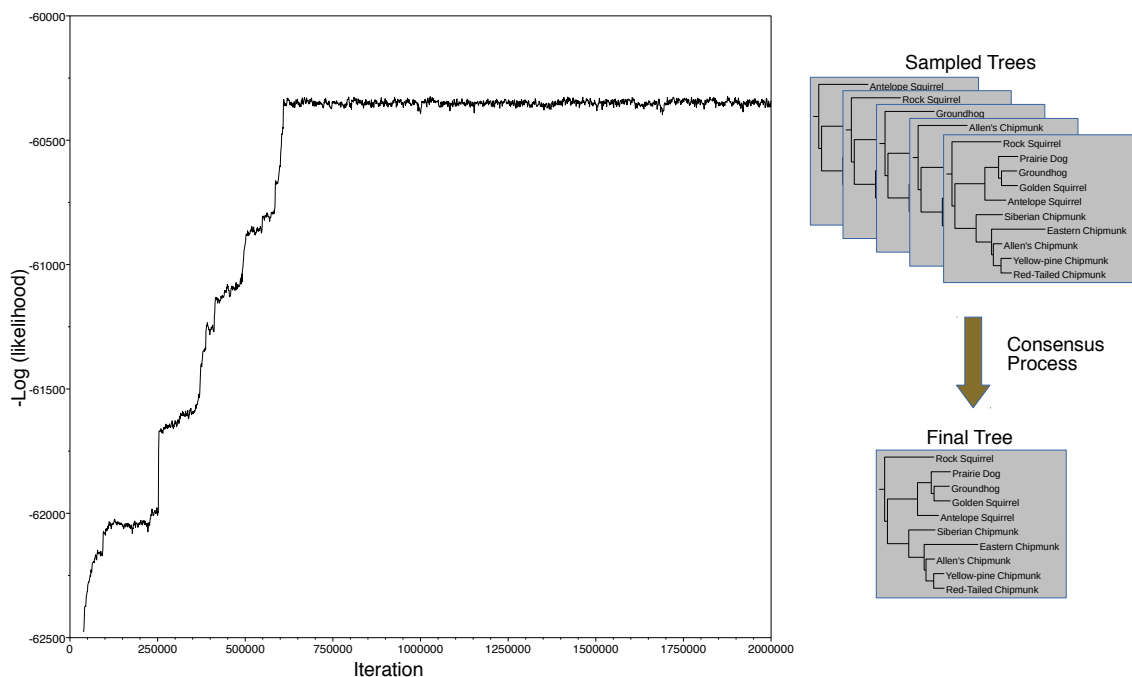 -60000
-60500
-61000
-61500
-62000
-62500
-Log (likelihood)
0
250000
500000
750000
1000000
1250000
1500000
1750000
2000000
Iteration
Sampled Trees
Antelope Squirrel
Rock Squirrel
Groundhog
Allen's Chipmunk
Rock Squirrel
Prairie Dog
Groundhog
Golden Squirrel
Antelope Squirrel
Siberian Chipmunk
Eastern Chipmunk
Allen's Chipmunk
Yellow-pine Chipmunk
Red-Tailed Chipmunk
Consensus
Process
Final Tree
Rock Squirrel
Prairie Dog
Groundhog
Golden Squirrel
Antelope Squirrel
Siberian Chipmunk
Eastern Chipmunk
Allen's Chipmunk
Yellow-pine Chipmunk
Red-Tailed Chipmunk